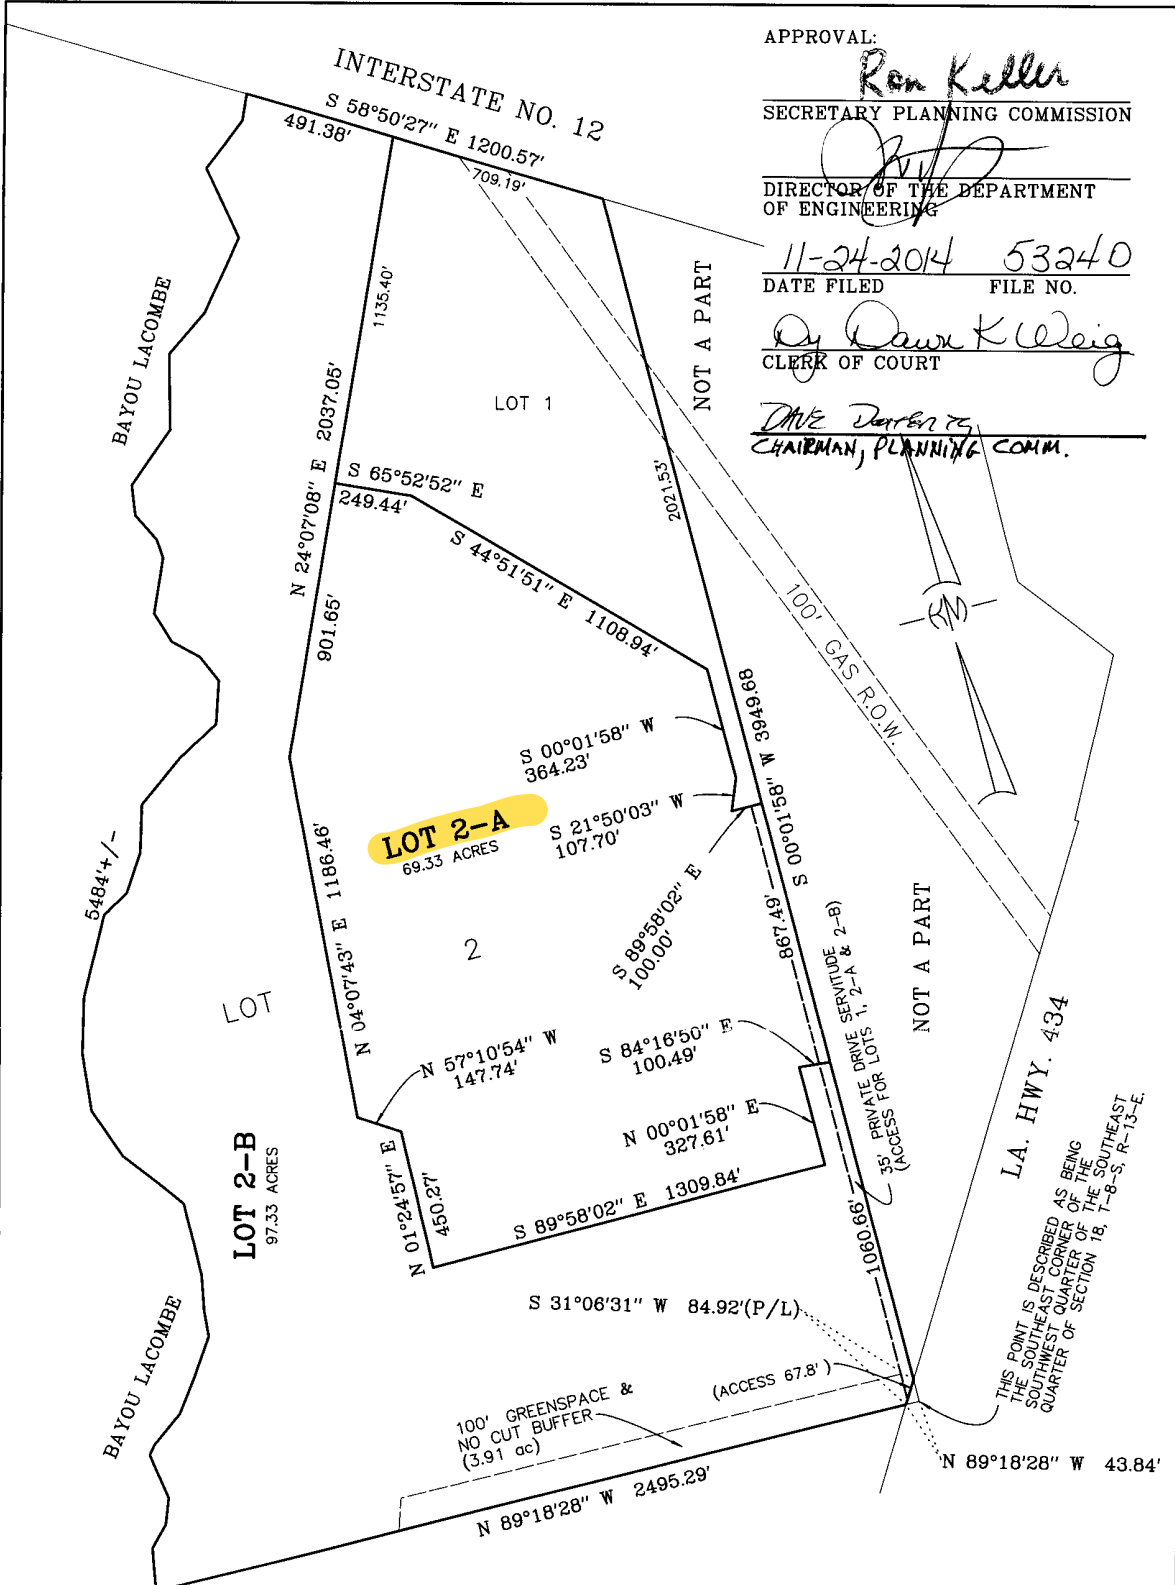 APPROVAL:
Ron Keller
SECRETARY PLANNING COMMISSION
DIRECTOR OF THE DEPARTMENT
OF ENGINEERING
11-24-2014 5324D
DATE FILED FILE NO.
Dy Dawn K Weig
CLERK OF COURT
DAVE
CHAIRMAN, PLANNING COMM.
INTERSTATE NO. 12
S 58°50'27" E 1200.57'
491.38'
709.19'
BAYOU LACOMBE
1135.40'
N 24°07'08" E 2037.05'
LOT 1
NOT A PART
2021.53'
S 65°52'52" E
249.44'
S 44°51'51" E 1108.94'
901.65'
100' GAS R.O.W.
KM
S 00°01'58" W 3949.68
S 00°01'58" W
364.23'
LOT 2-A
69.33 ACRES
S 21°50'03" W
107.70'
S 89°58'02" E
100.00'
867.49'
5484'+/-
N 04°07'43" E 1186.46'
2
LOT
NOT A PART
35' PRIVATE DRIVE SERVITUDE
(ACCESS FOR LOTS 1, 2-A & 2-B)
N 57°10'54" W
147.74'
S 84°16'50" E
100.49'
N 00°01'58" E
327.61'
LA. HWY. 434
LOT 2-B
97.33 ACRES
N 01°24'57" E
450.27'
S 89°58'02" E 1309.84'
1060.66'
S 31°06'31" W 84.92'(P/L)
THIS POINT IS DESCRIBED AS BEING
THE SOUTHEAST CORNER OF THE
SOUTHWEST QUARTER OF THE SOUTHEAST
QUARTER OF SECTION 18, T-8-S, R-13-E.
BAYOU LACOMBE
100' GREENSPACE &
NO CUT BUFFER
(3.91 ac)
(ACCESS 67.8')
N 89°18'28" W 43.84'
N 89°18'28" W 2495.29'